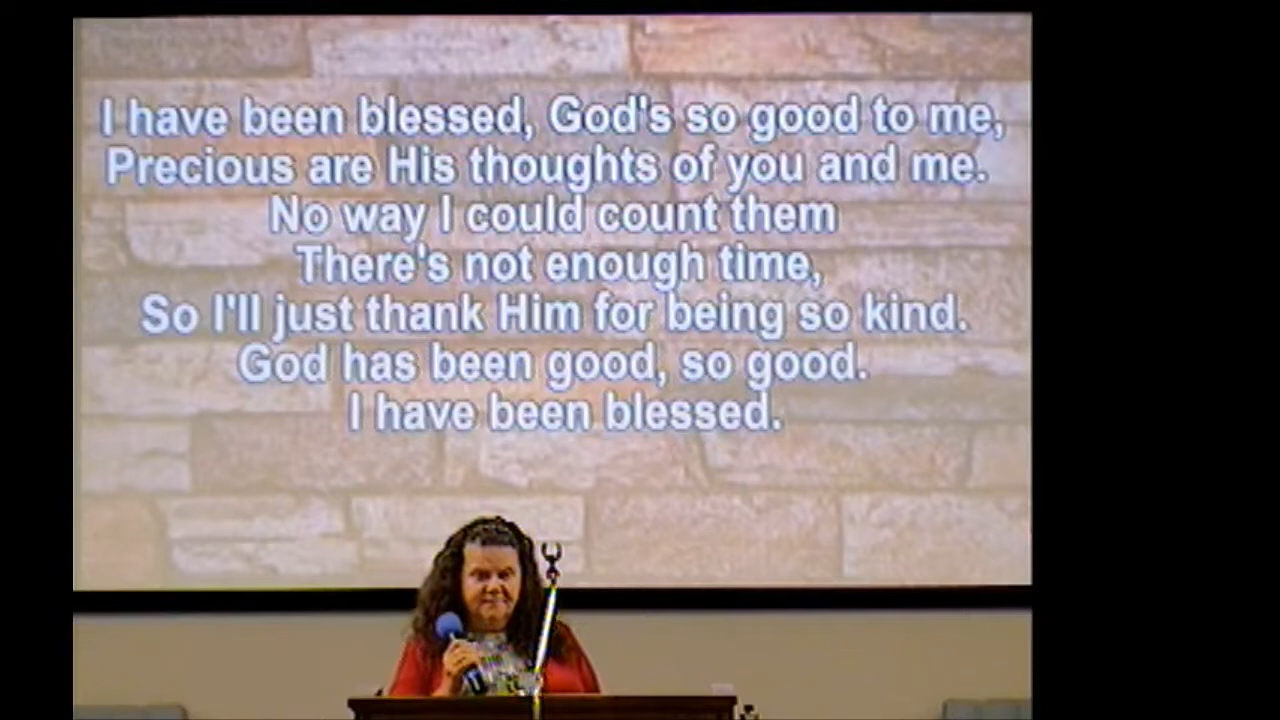 I have been blessed, God's so good to me,
Precious are His thoughts of you and me.
No way I could count them
There's not enough time,
So I'll just thank Him for being so kind.
God has been good, so good.
I have been blessed.